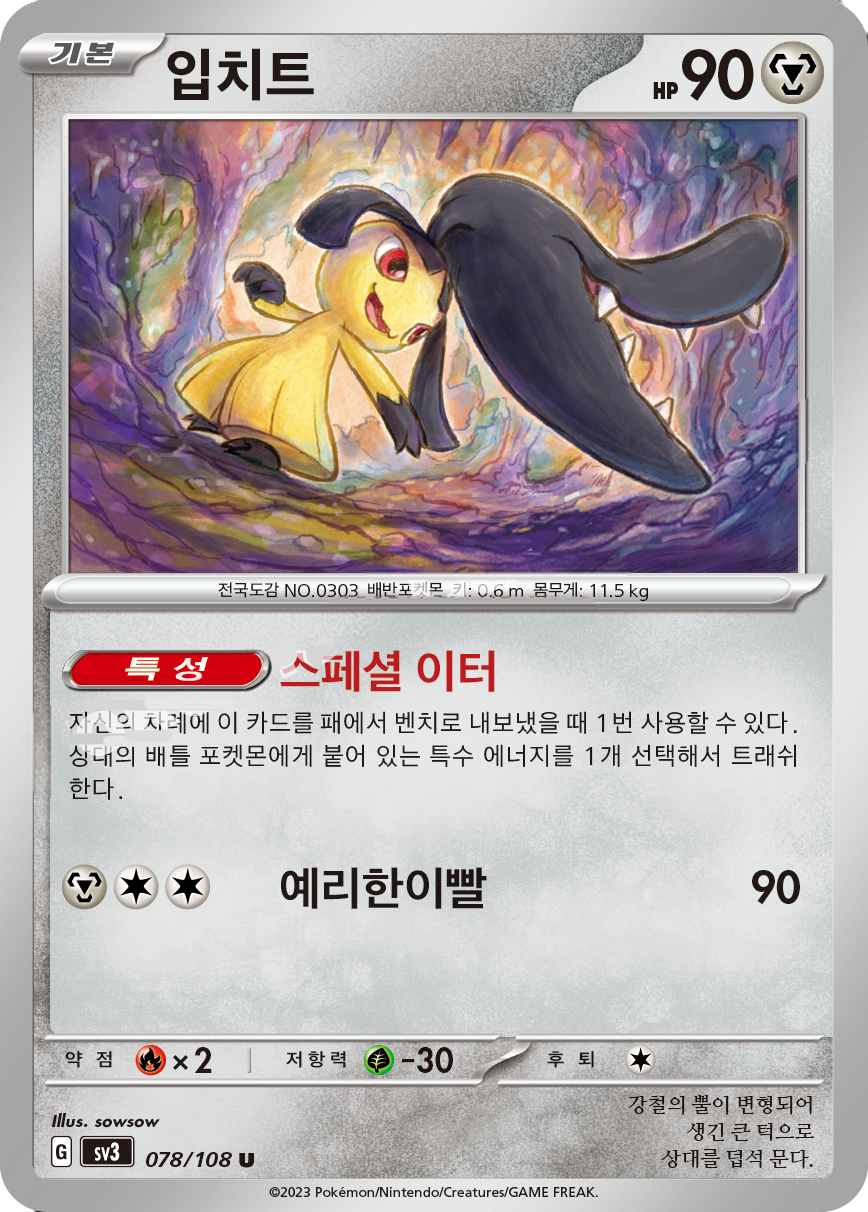 기본 입치트 HP 90
전국도감 NO.0303 배반포켓몬 키: 0.6 m 몸무게: 11.5 kg
특성 스페셜 이터
자신의 차례에 이 카드를 패에서 벤치로 내보냈을 때 1번 사용할 수 있다.
상대의 배틀 포켓몬에게 붙어 있는 특수 에너지를 1개 선택해서 트래쉬
한다.
예리한이빨 90
약점 ×2 저항력 -30 후퇴
강철의 뿔이 변형되어
생긴 큰 턱으로
상대를 덥석 문다.
Illus. sowsow
G sv3 078/108 U
©2023 Pokémon/Nintendo/Creatures/GAME FREAK.